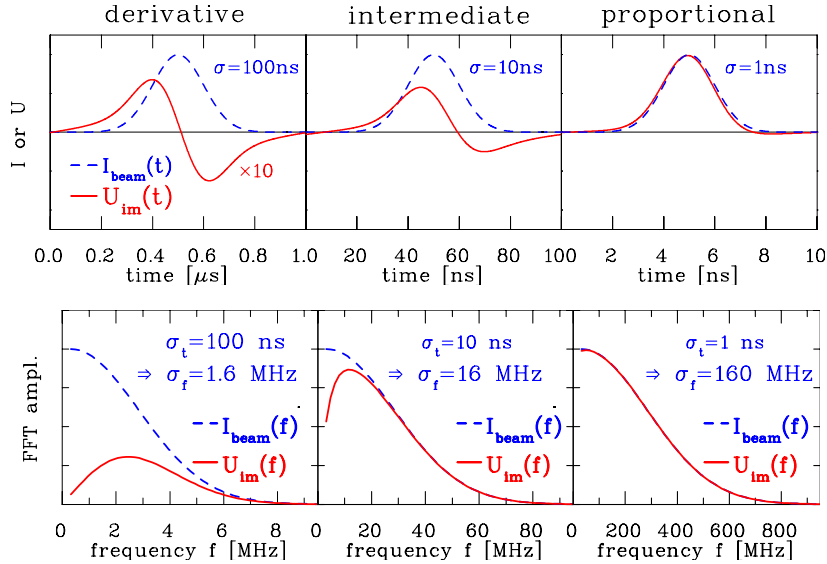 derivative intermediate proportional
I or U
σ=100ns
I_beam(t)
U_im(t)
×10
σ=10ns
σ=1ns
0.0 0.2 0.4 0.6 0.8 1.0 20 40 60 80 100 2 4 6 8 10
time [μs] time [ns] time [ns]
FFT ampl.
σ_t=100 ns
⇒ σ_f=1.6 MHz
I_beam(f)
U_im(f)
σ_t=10 ns
⇒ σ_f=16 MHz
I_beam(f)
U_im(f)
σ_t=1 ns
⇒ σ_f=160 MHz
I_beam(f)
U_im(f)
0 2 4 6 8 0 20 40 60 80 0 200 400 600 800
frequency f [MHz] frequency f [MHz] frequency f [MHz]